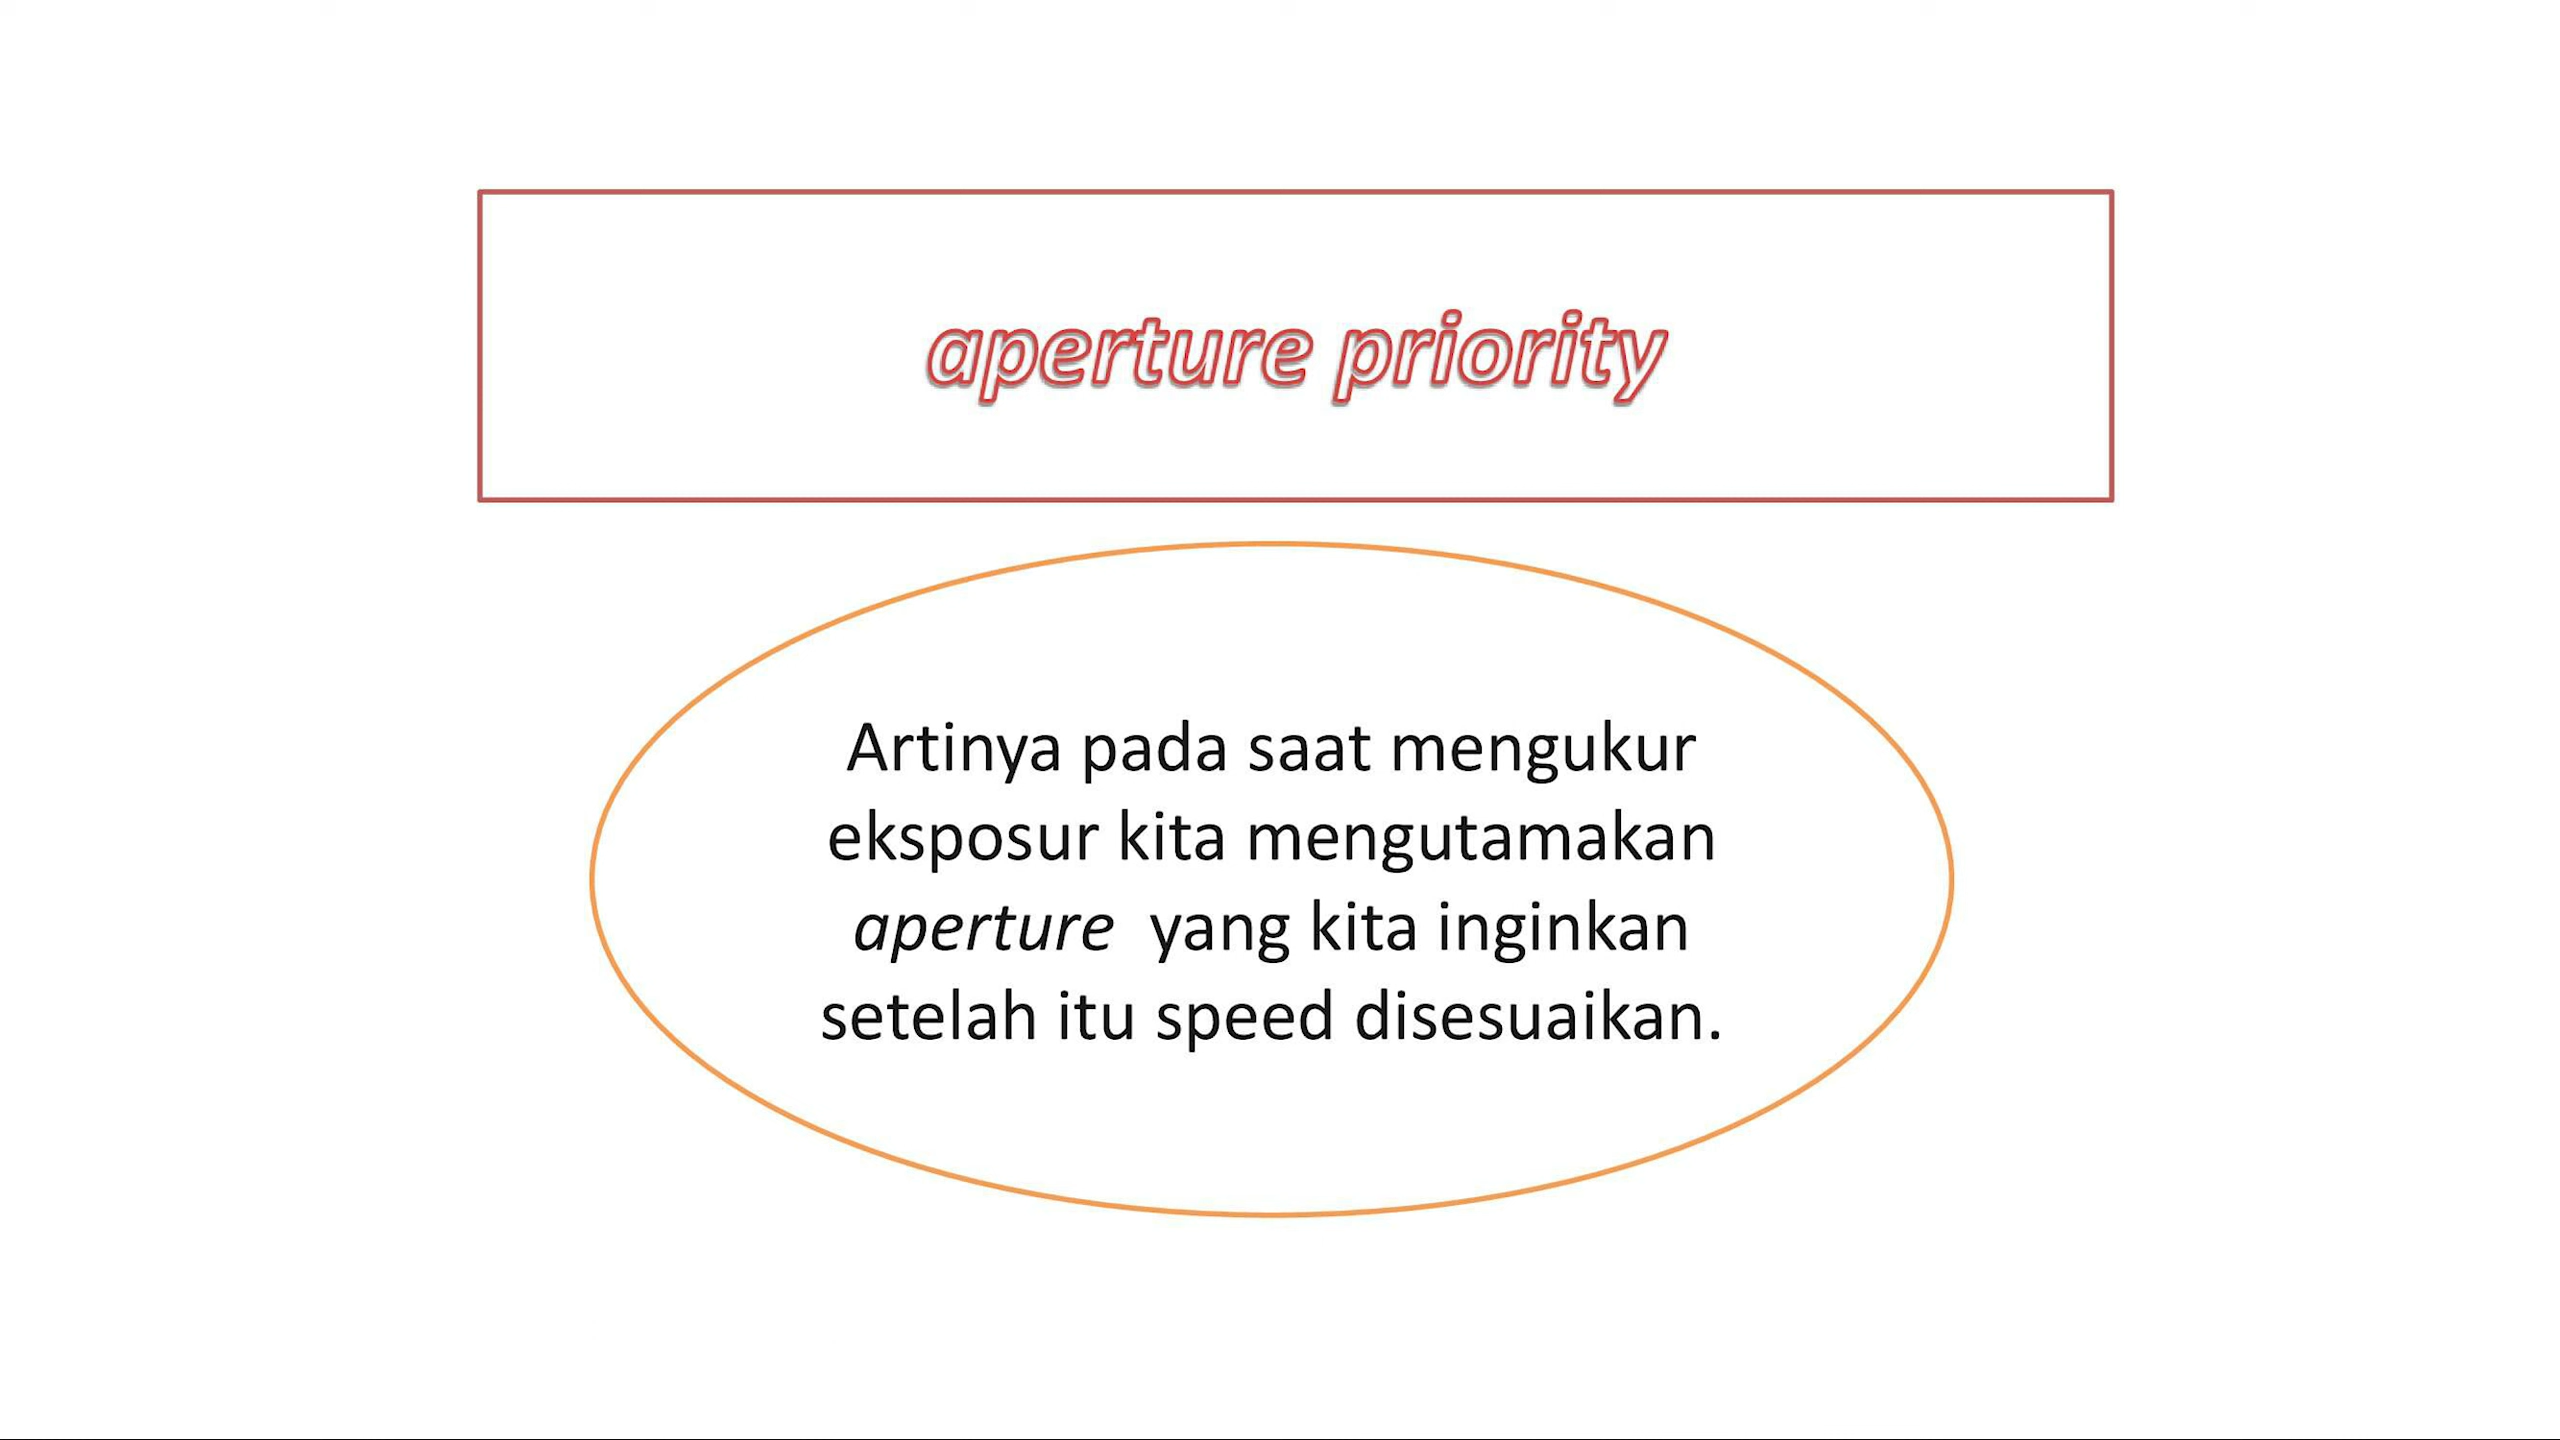 aperture priority
Artinya pada saat mengukur
eksposur kita mengutamakan
aperture  yang kita inginkan
setelah itu speed disesuaikan.